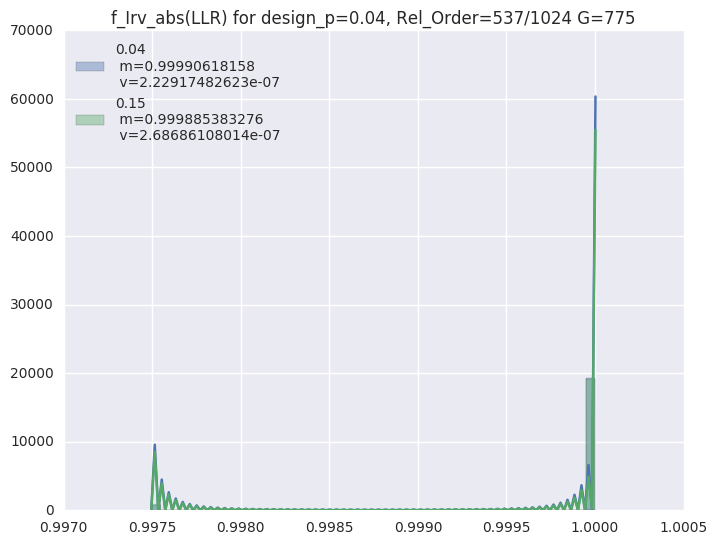 f_Irv_abs(LLR) for design_p=0.04, Rel_Order=537/1024 G=775
70000
60000
50000
40000
30000
20000
10000
0
0.04
m=0.99990618158
v=2.22917482623e-07
0.15
m=0.999885383276
v=2.68686108014e-07
0.9970 0.9975 0.9980 0.9985 0.9990 0.9995 1.0000 1.0005